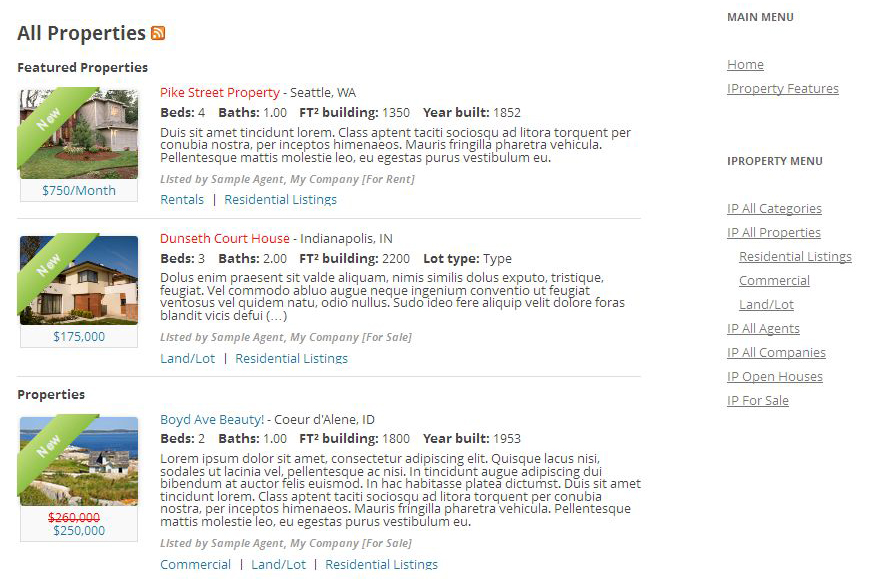 All Properties
Featured Properties
New
$750/Month
Pike Street Property - Seattle, WA
Beds: 4 Baths: 1.00 FT² building: 1350 Year built: 1852
Duis sit amet tincidunt lorem. Class aptent taciti sociosqu ad litora torquent per
conubia nostra, per inceptos himenaeos. Mauris fringilla pharetra vehicula.
Pellentesque mattis molestie leo, eu egestas purus vestibulum eu.
LIsted by Sample Agent, My Company [For Rent]
Rentals | Residential Listings
New
$175,000
Dunseth Court House - Indianapolis, IN
Beds: 3 Baths: 2.00 FT² building: 2200 Lot type: Type
Dolus enim praesent sit valde aliquam, nimis similis dolus exputo, tristique,
feugiat. Vel commodo abluo augue neque ingenium conventio ut feugiat
ventosus vel quidem natu, odio nullus. Sudo ideo fere aliquip velit dolore foras
blandit vicis defui (...)
LIsted by Sample Agent, My Company [For Sale]
Land/Lot | Residential Listings
Properties
New
$260,000
$250,000
Boyd Ave Beauty! - Coeur d'Alene, ID
Beds: 2 Baths: 1.00 FT² building: 1800 Year built: 1953
Lorem ipsum dolor sit amet, consectetur adipiscing elit. Quisque lacus nisi,
sodales ut lacinia vel, pellentesque ac nisi. In tincidunt augue adipiscing dui
bibendum at auctor felis euismod. In hac habitasse platea dictumst. Duis sit amet
tincidunt lorem. Class aptent taciti sociosqu ad litora torquent per conubia
nostra, per inceptos himenaeos. Mauris fringilla pharetra vehicula. Pellentesque
mattis molestie leo, eu egestas purus vestibulum eu.
LIsted by Sample Agent, My Company [For Sale]
Commercial | Land/Lot | Residential Listings
MAIN MENU
Home
IProperty Features
IPROPERTY MENU
IP All Categories
IP All Properties
Residential Listings
Commercial
Land/Lot
IP All Agents
IP All Companies
IP Open Houses
IP For Sale